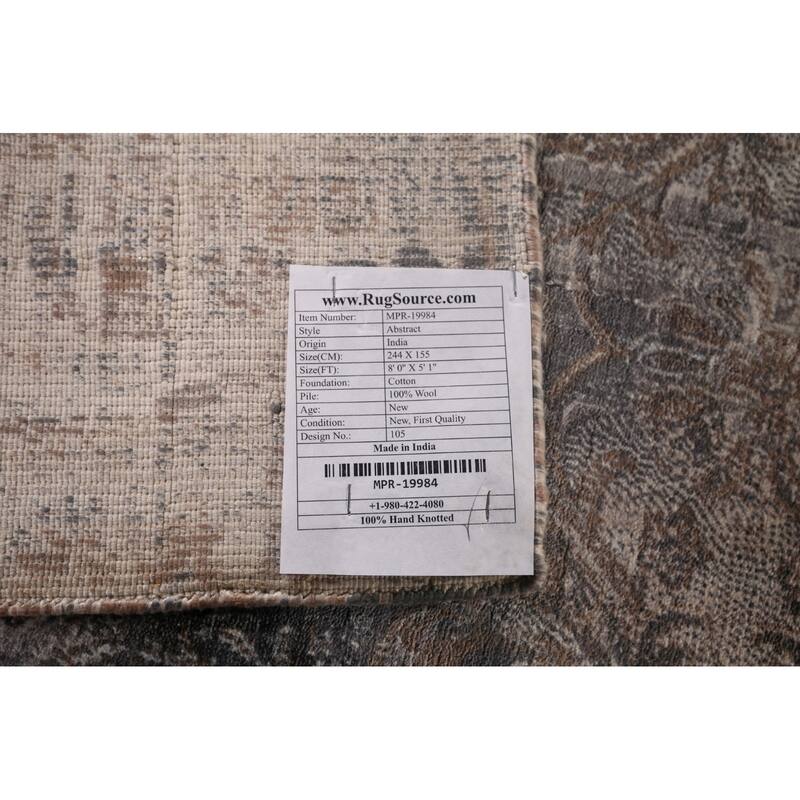 www.RugSource.com
Item Number: MPR-19984
Style Abstract
Origin India
Size(CM): 244 X 155
Size(FT): 8' 0" X 5' 1"
Foundation: Cotton
Pile: 100% Wool
Age: New
Condition: New, First Quality
Design No.: 105
Made in India
MPR-19984
+1-980-422-4080
100% Hand Knotted